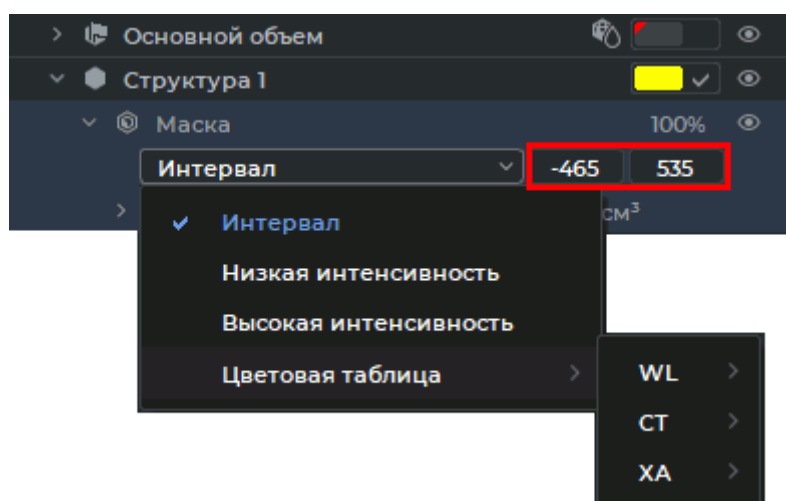 Основной объем
Структура 1
Маска 100%
Интервал -465 535
см³
Интервал
Низкая интенсивность
Высокая интенсивность
Цветовая таблица
WL
CT
XA